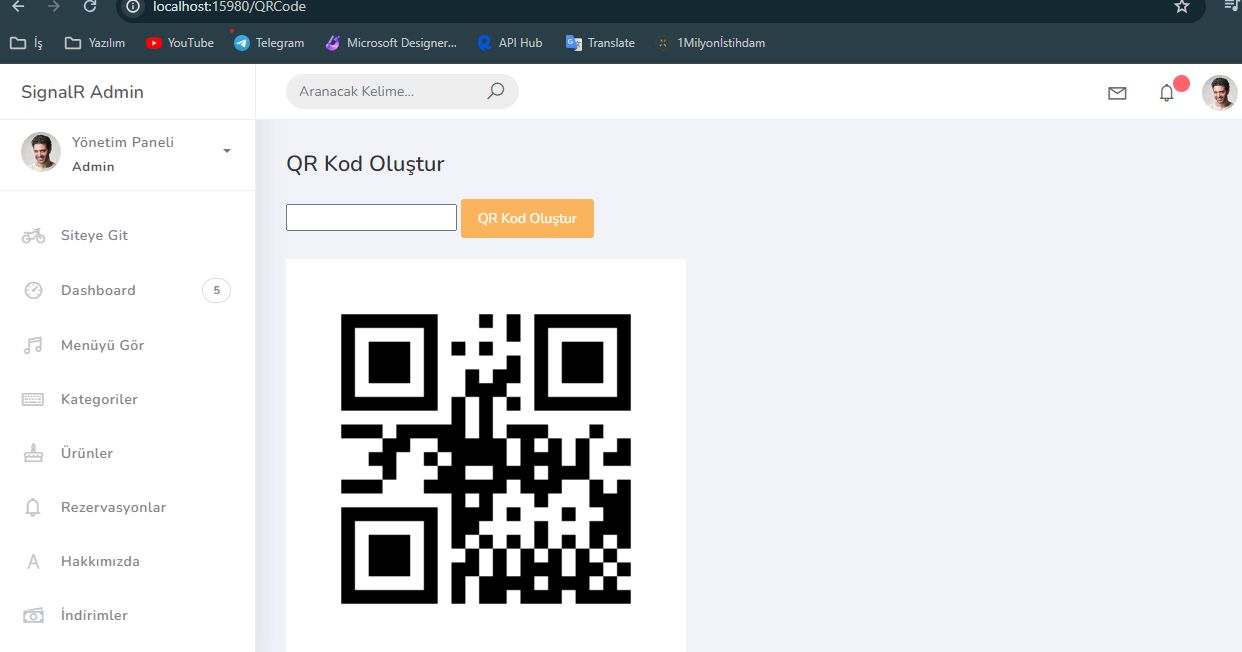 localhost:15980/QRCode
İş Yazılım YouTube Telegram Microsoft Designer... API Hub Translate 1Milyonİstihdam
SignalR Admin
Aranacak Kelime...
Yönetim Paneli
Admin
QR Kod Oluştur
QR Kod Oluştur
Siteye Git
Dashboard 5
Menüyü Gör
Kategoriler
Ürünler
Rezervasyonlar
Hakkımızda
İndirimler